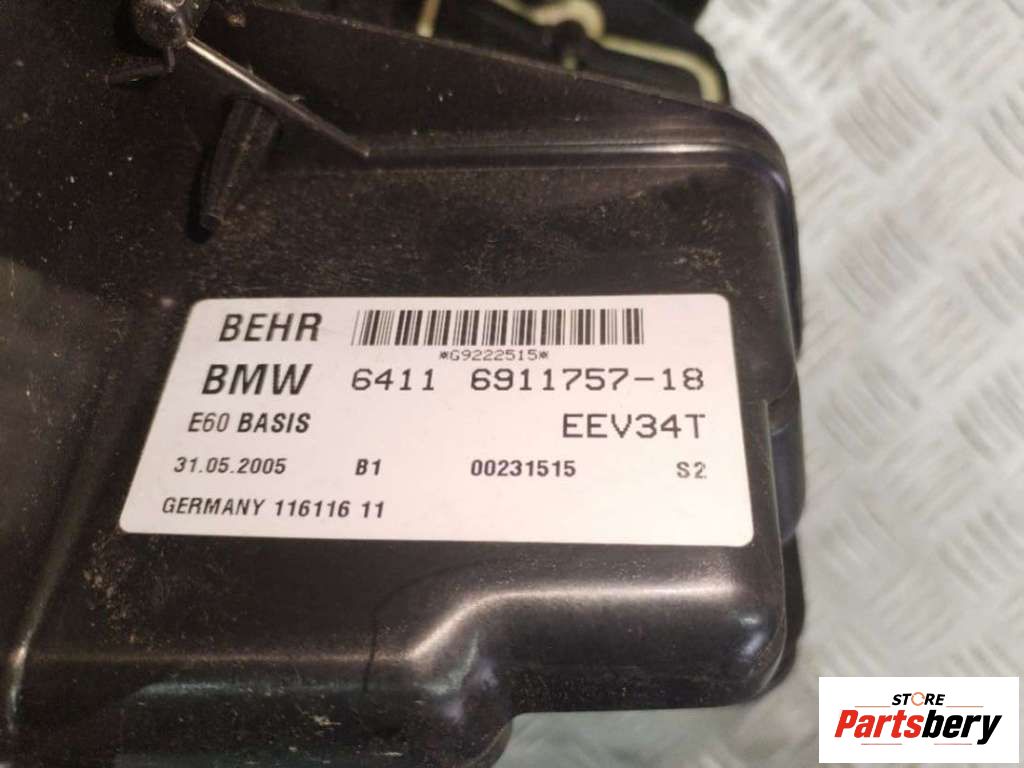 BEHR
*G9222515*
BMW 6411 6911757-18
E60 BASIS EEV34T
31.05.2005 B1 00231515 S2
GERMANY 116116 11
STORE
Partsbery